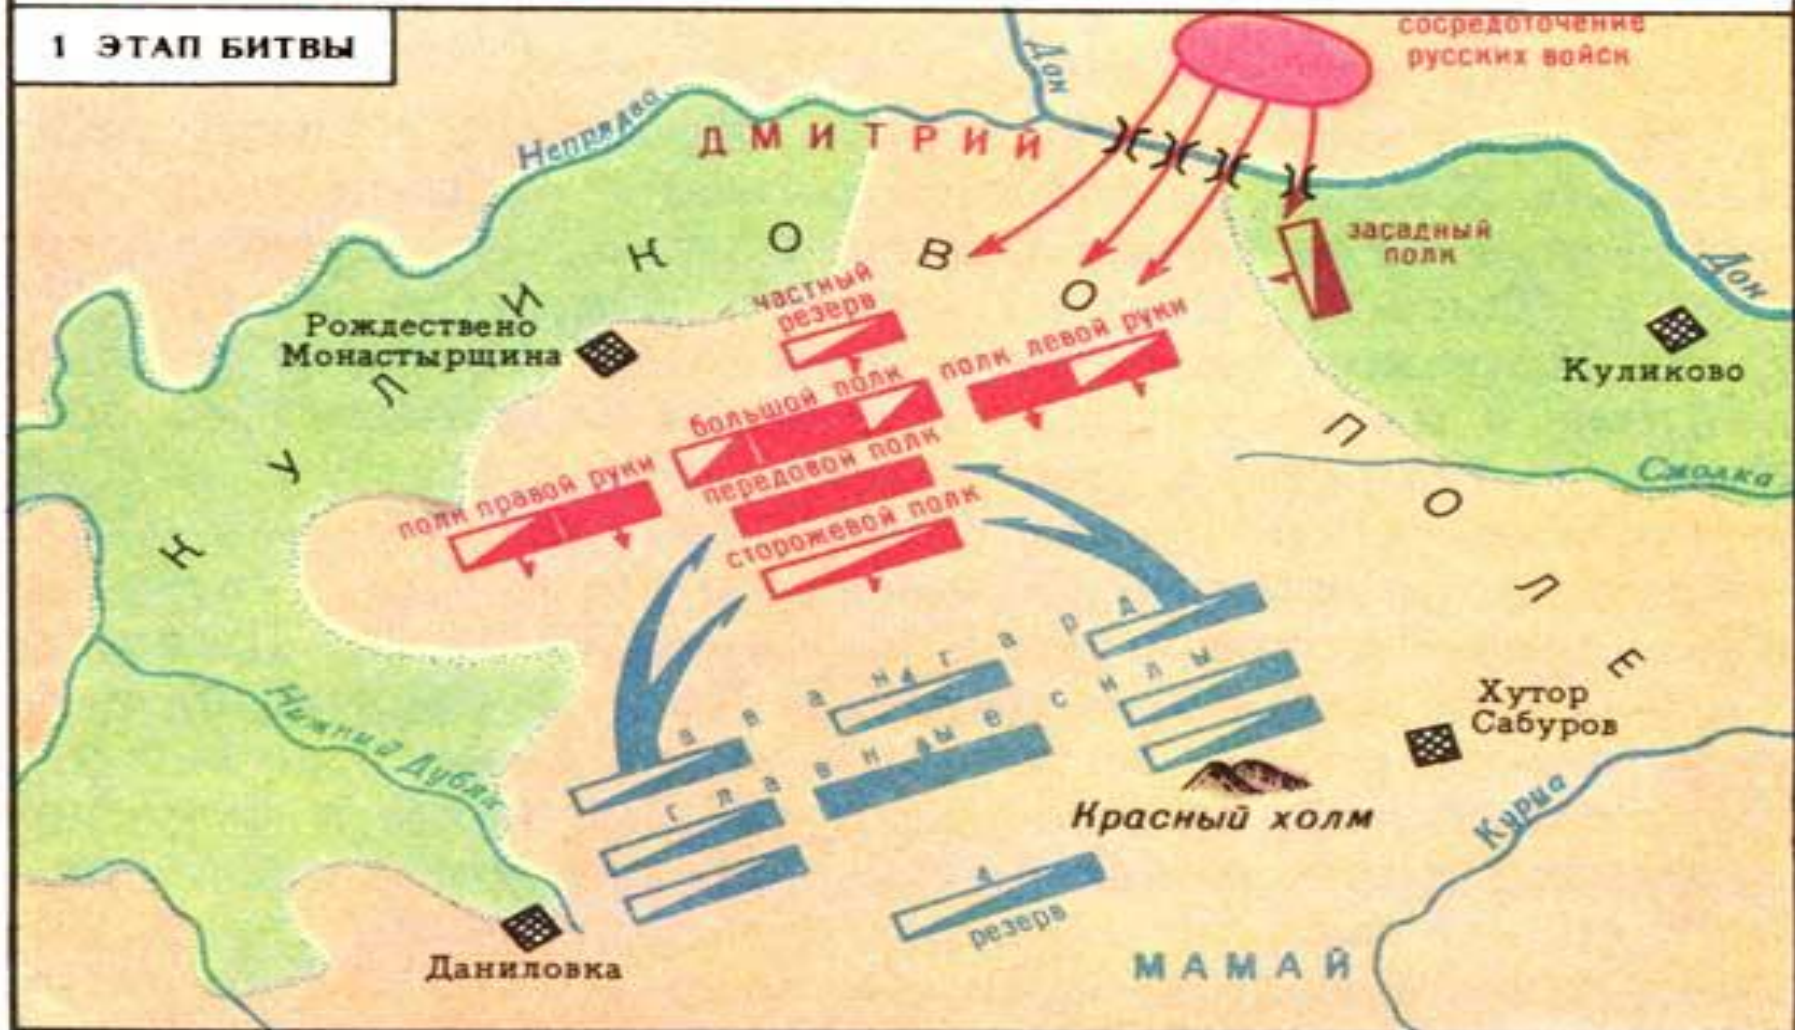 1 ЭТАП БИТВЫ
сосредоточение
русских войск
Дон
Непрядва
ДМИТРИЙ
КУЛИКОВО ПОЛЕ
засадный
полк
Дон
Рождествено
Монастырщина
частный
резерв
Куликово
полк левой руки
большой полк
передовой полк
полк правой руки
сторожевой полк
Смолка
авангард
главные силы
Нижний Дубяк
Хутор
Сабуров
Красный холм
Курца
резерв
Даниловка
МАМАЙ